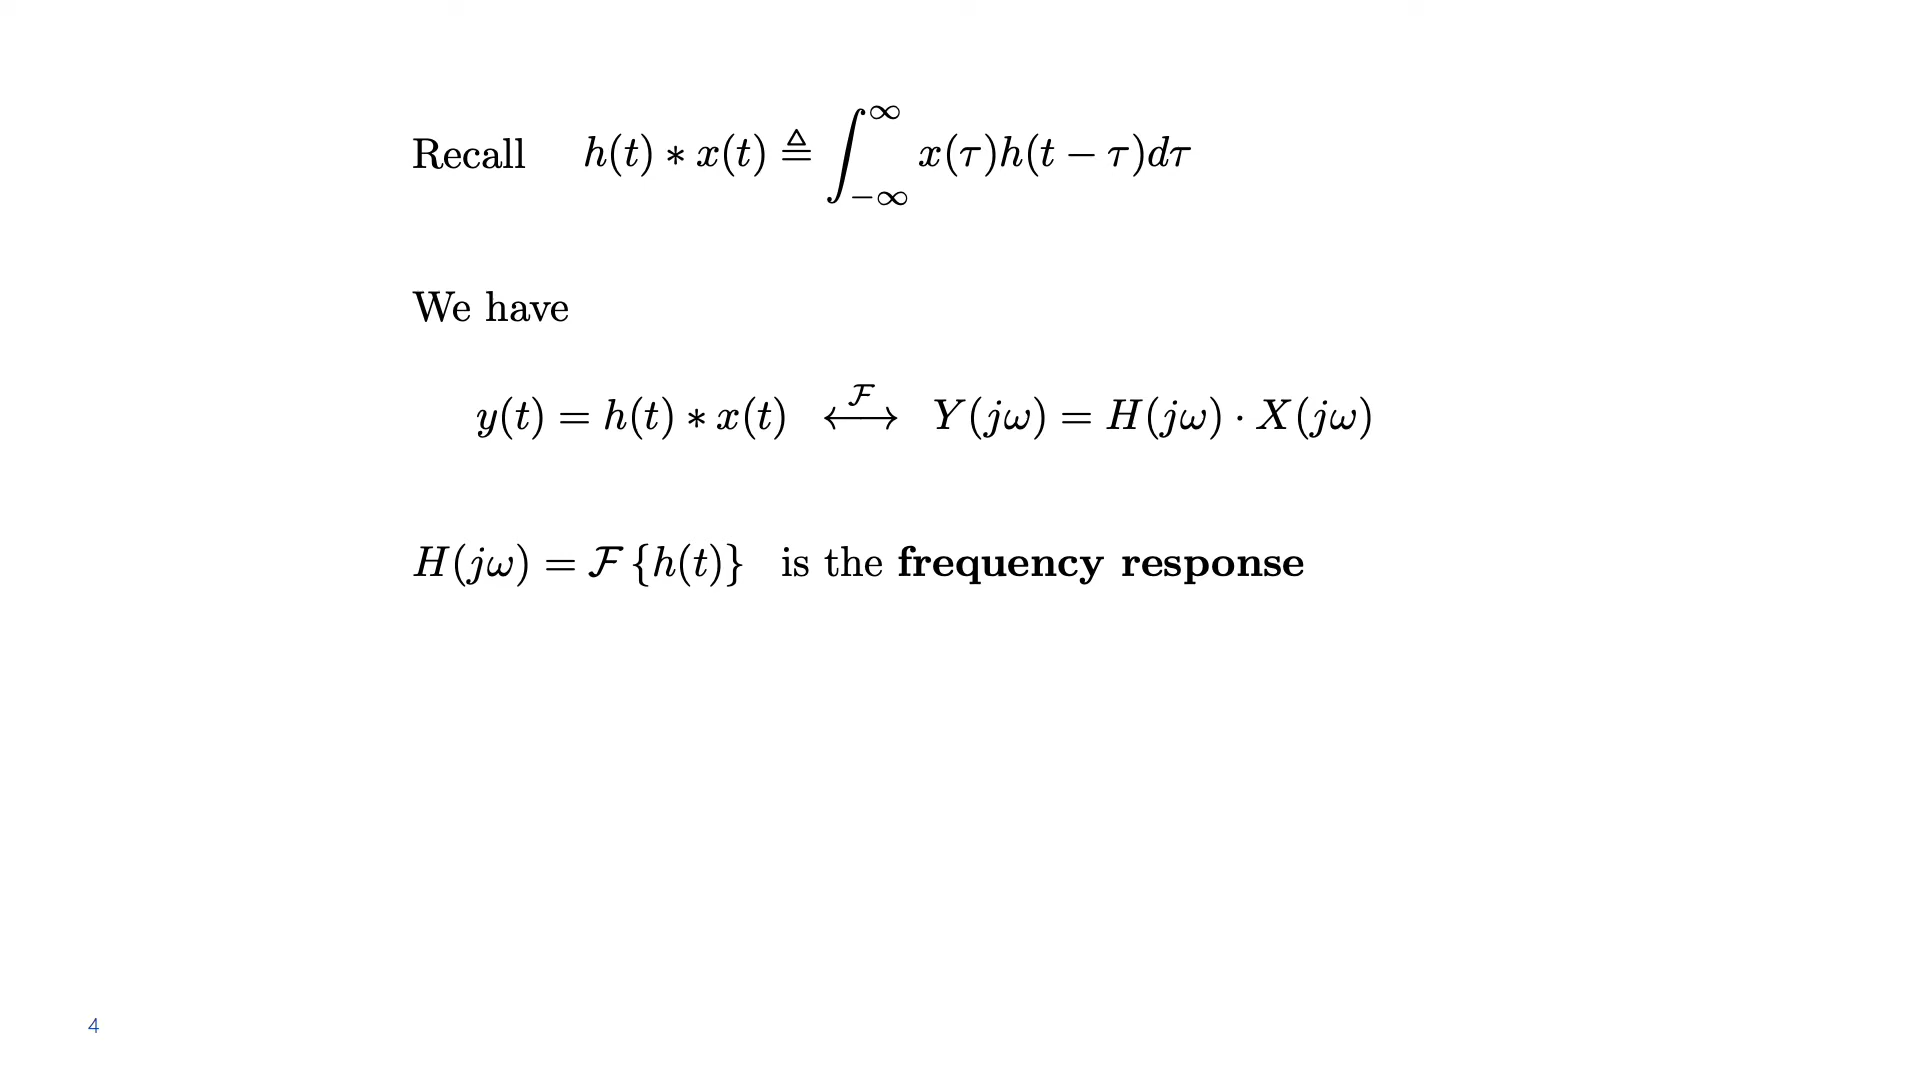 Recall h(t) ∗ x(t) ≜ ∫_{−∞}^{∞} x(τ)h(t − τ)dτ
We have
y(t) = h(t) ∗ x(t) ⟷^{ℱ} Y(jω) = H(jω) · X(jω)
H(jω) = ℱ{h(t)} is the frequency response
4